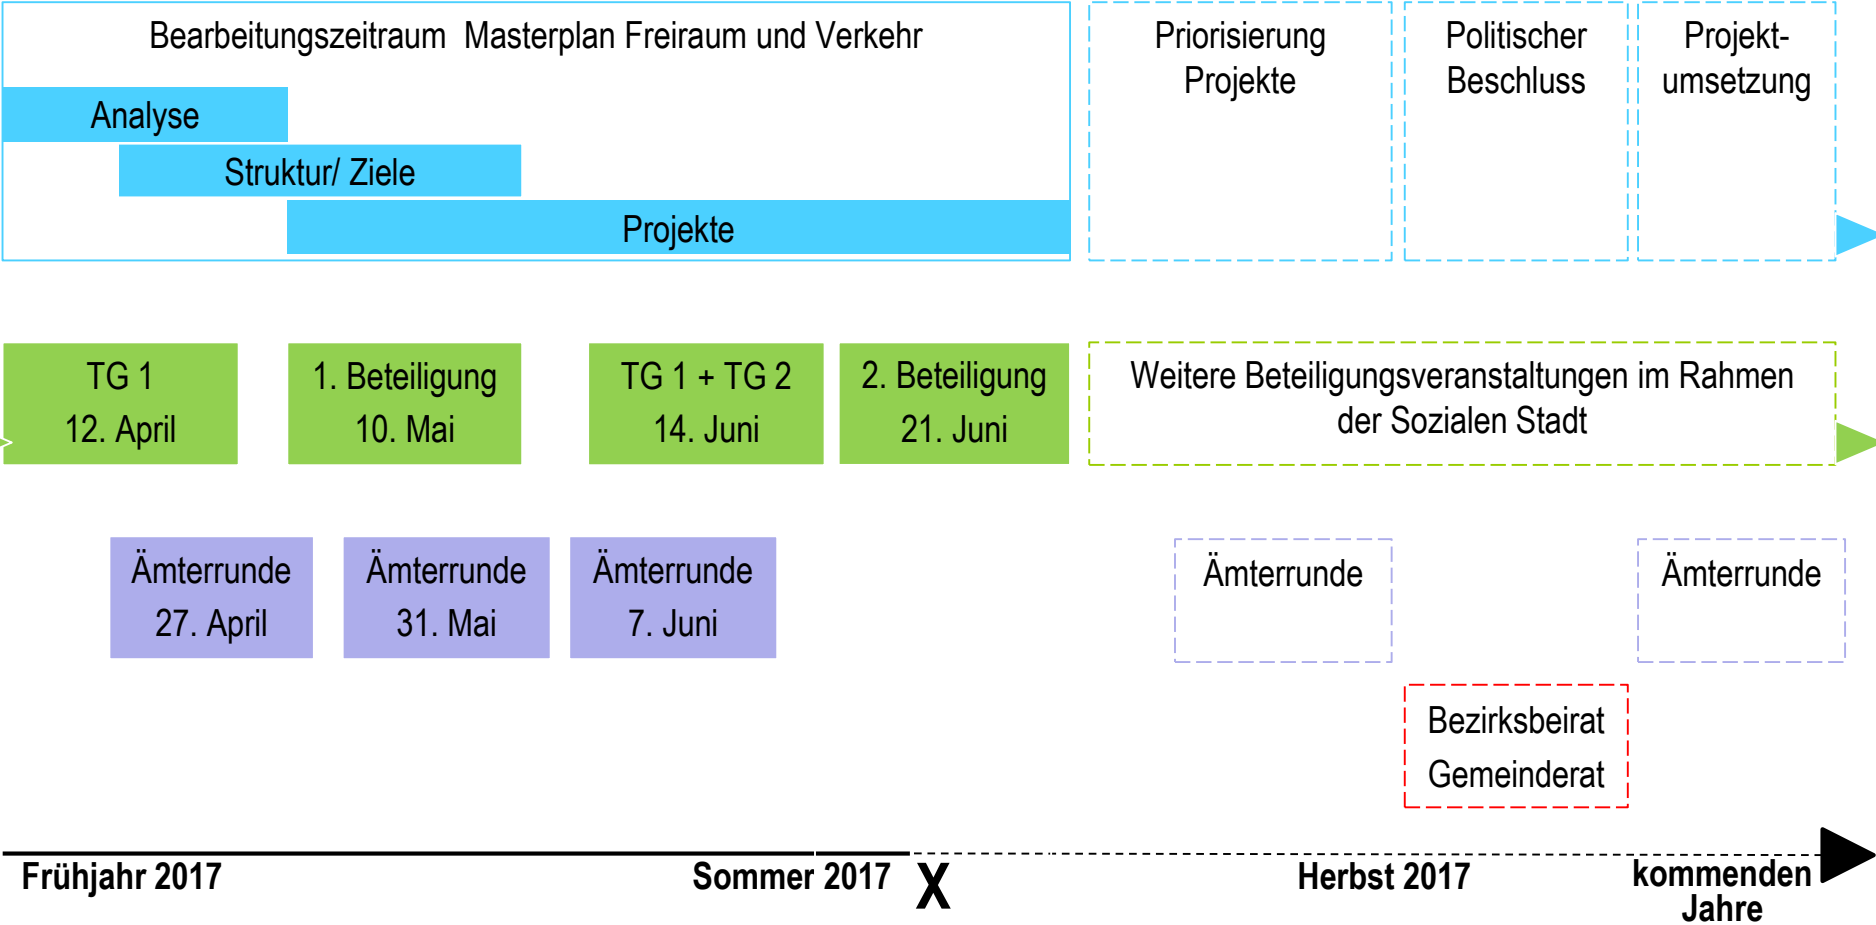 Bearbeitungszeitraum Masterplan Freiraum und Verkehr
Analyse
Struktur/ Ziele
Projekte
Priorisierung
Projekte
Politischer
Beschluss
Projekt-
umsetzung
TG 1
12. April
1. Beteiligung
10. Mai
TG 1 + TG 2
14. Juni
2. Beteiligung
21. Juni
Weitere Beteiligungsveranstaltungen im Rahmen
der Sozialen Stadt
Ämterrunde
27. April
Ämterrunde
31. Mai
Ämterrunde
7. Juni
Ämterrunde
Ämterrunde
Bezirksbeirat
Gemeinderat
Frühjahr 2017
Sommer 2017
X
Herbst 2017
kommenden
Jahre